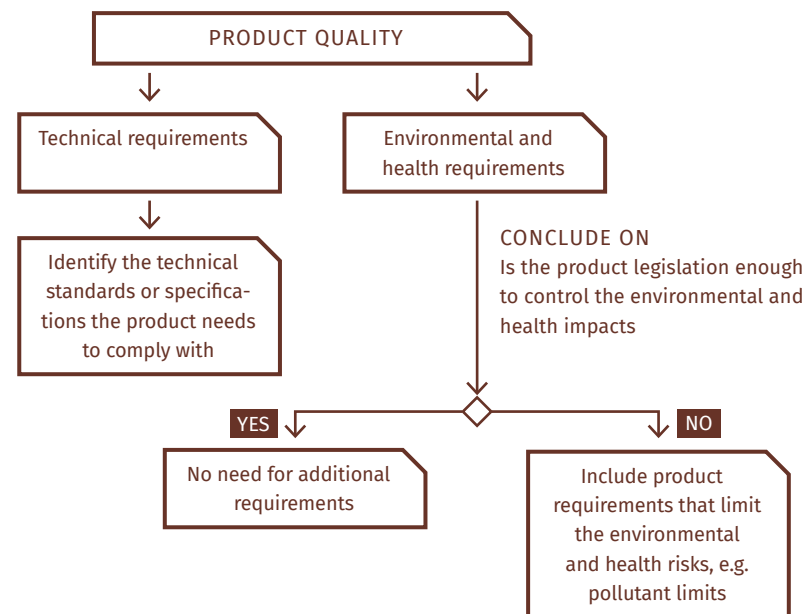 PRODUCT QUALITY
Technical requirements
Environmental and
health requirements
Identify the technical
standards or specifica-
tions the product needs
to comply with
CONCLUDE ON
Is the product legislation enough
to control the environmental and
health impacts
YES
NO
No need for additional
requirements
Include product
requirements that limit
the environmental
and health risks, e.g.
pollutant limits